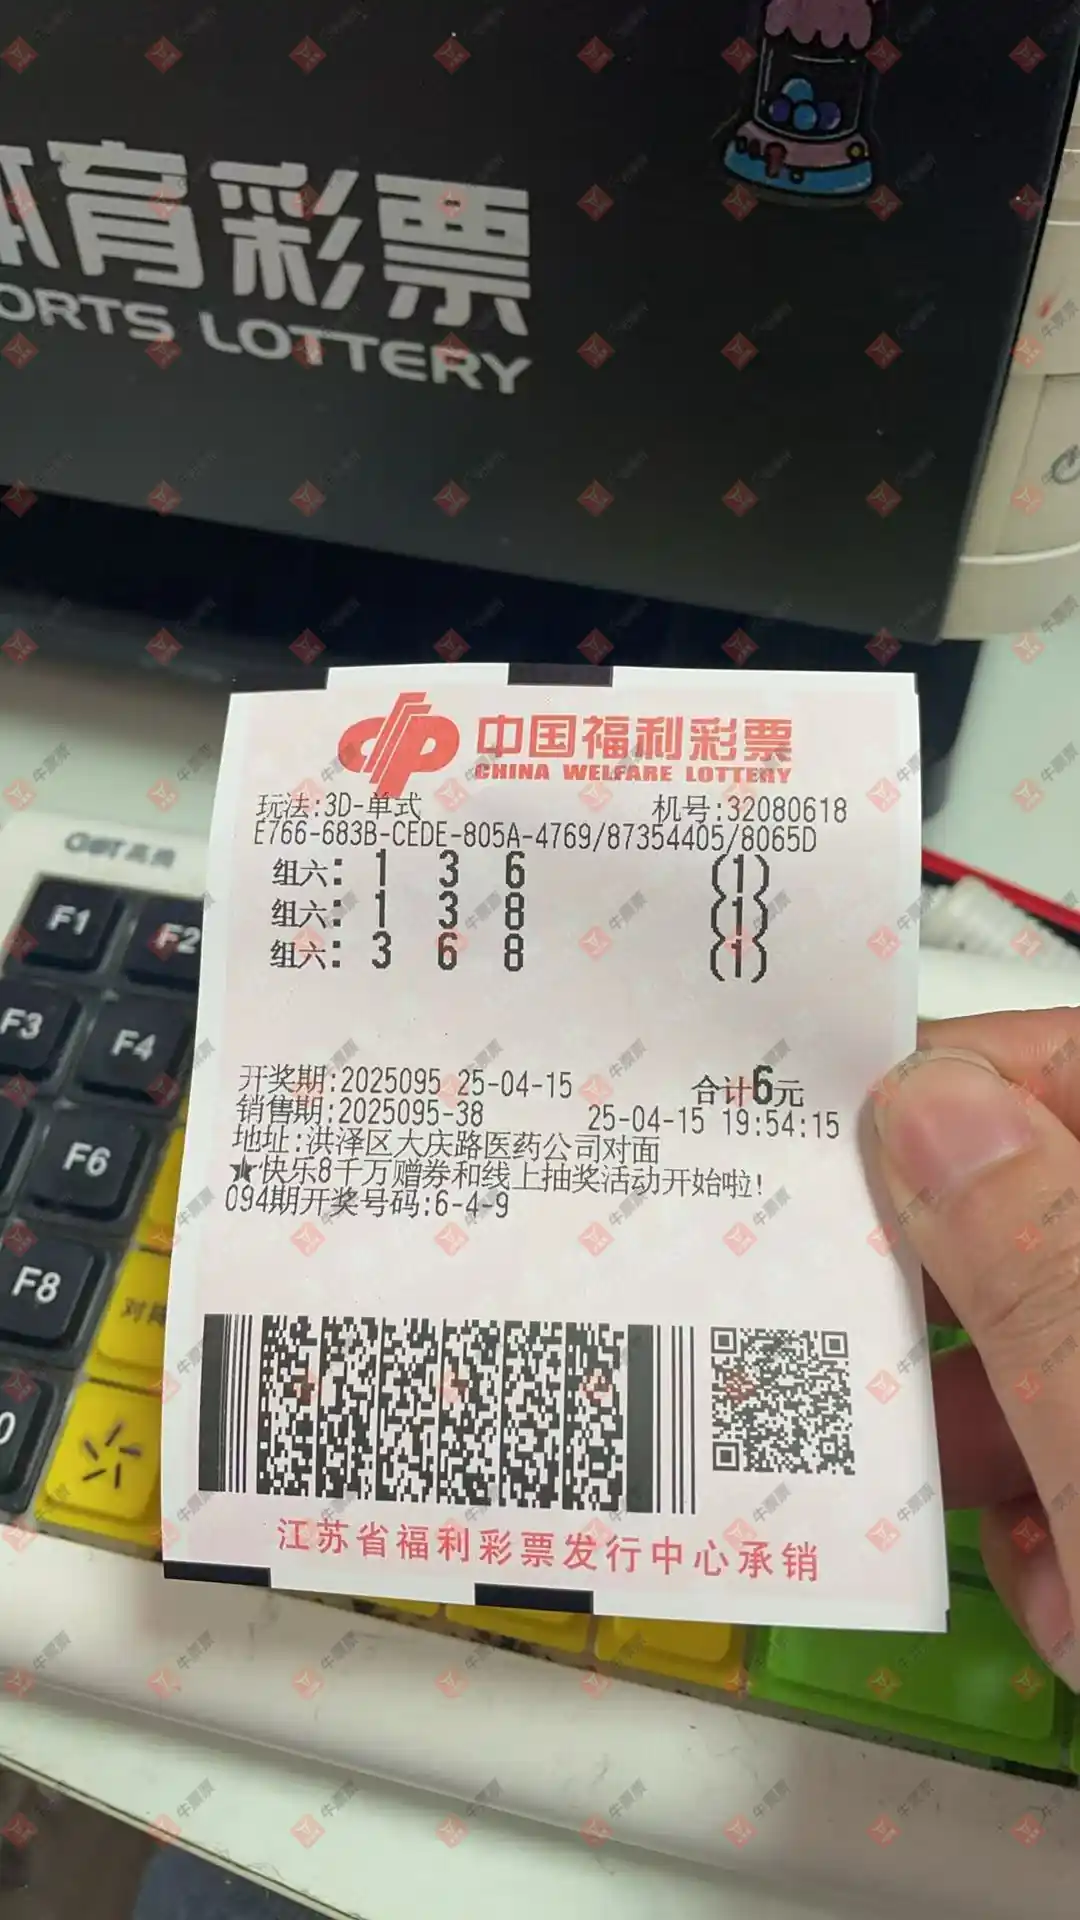 体育彩票
ORTS LOTTERY
中国福利彩票
CHINA WELFARE LOTTERY
玩法:3D-单式 机号:32080618
E766-683B-CEDE-805A-4769/87354405/8065D
组六: 1 3 6 (1)
组六: 1 3 8 (1)
组六: 3 6 8 (1)
开奖期:2025095 25-04-15 合计6元
销售期:2025095-38 25-04-15 19:54:15
地址:洪泽区大庆路医药公司对面
★快乐8千万赠券和线上抽奖活动开始啦!
094期开奖号码:6-4-9
江苏省福利彩票发行中心承销
F1
F2
F3
F4
F6
F8
0
牛票票